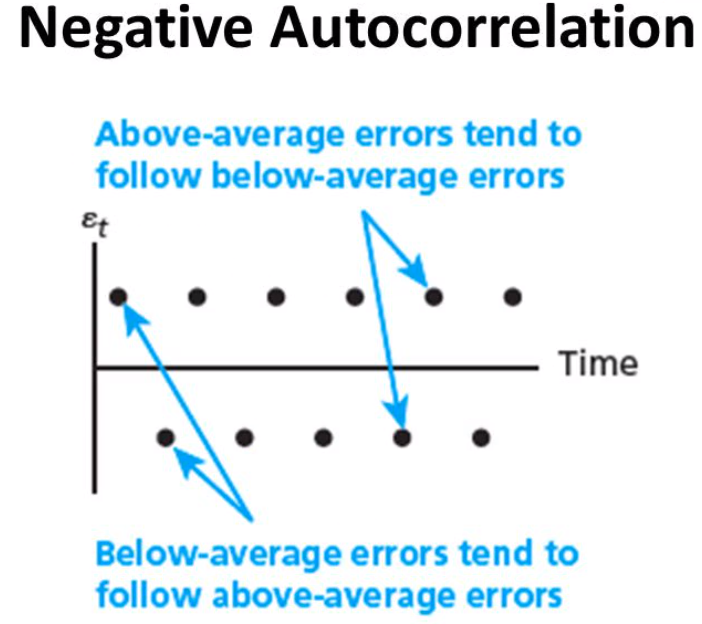 Negative Autocorrelation
Above-average errors tend to
follow below-average errors
εt
Time
Below-average errors tend to
follow above-average errors